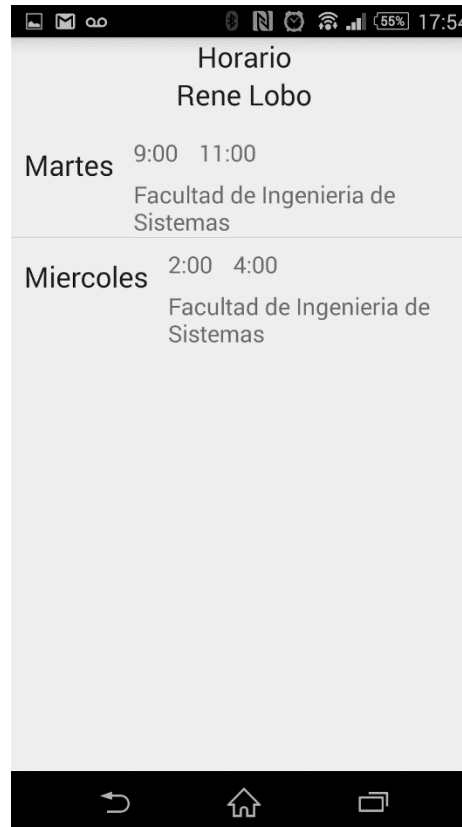 55% 17:54
Horario
Rene Lobo
Martes
9:00 11:00
Facultad de Ingenieria de
Sistemas
Miercoles
2:00 4:00
Facultad de Ingenieria de
Sistemas